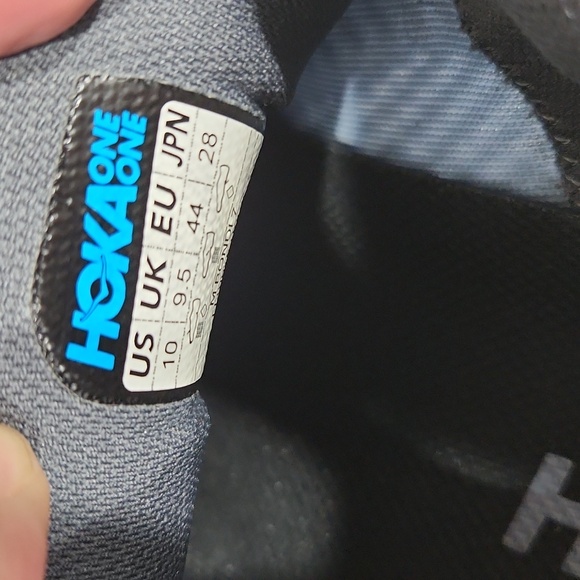 HOKA ONE ONE
US UK EU JPN
10 9.5 44 28
H